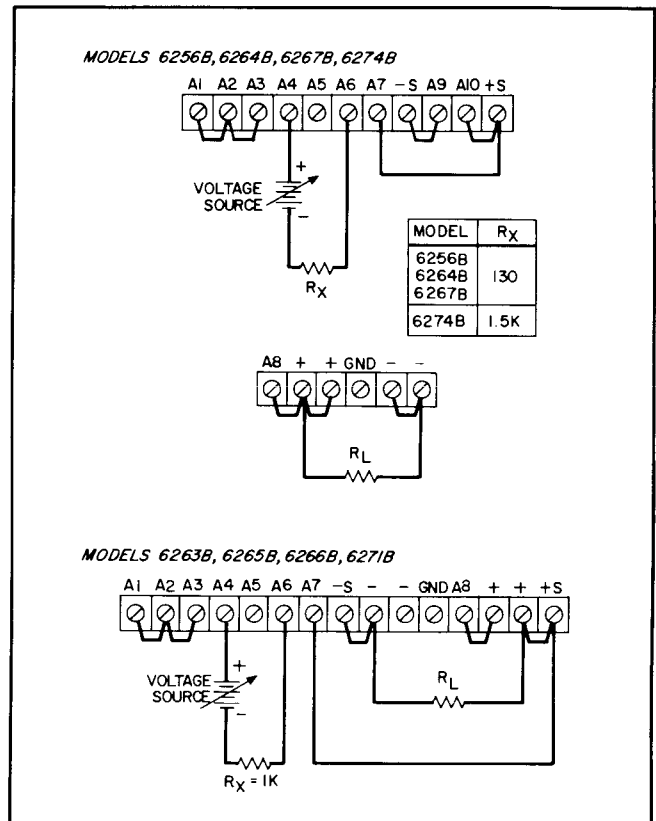 MODELS 6256B, 6264B, 6267B, 6274B
A1 A2 A3 A4 A5 A6 A7 -S A9 A10 +S
+
VOLTAGE
SOURCE
-
RX
MODEL RX
6256B
6264B 130
6267B
6274B 1.5K
A8 + + GND - -
RL
MODELS 6263B, 6265B, 6266B, 6271B
A1 A2 A3 A4 A5 A6 A7 -S - - GND A8 + + +S
+
VOLTAGE
SOURCE
-
RL
RX = 1K